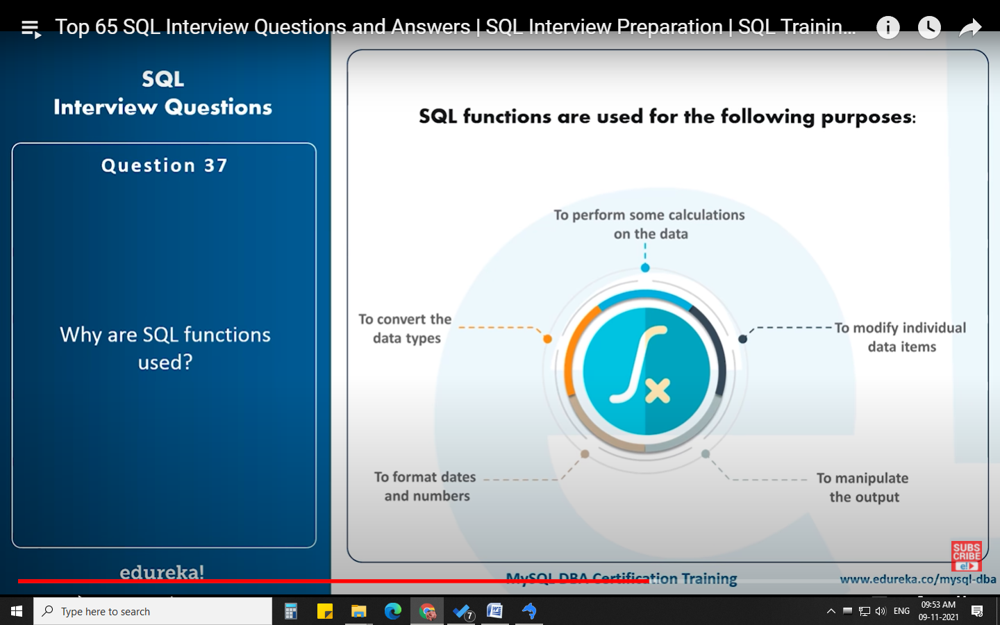 Top 65 SQL Interview Questions and Answers | SQL Interview Preparation | SQL Trainin...
SQL
Interview Questions
Question 37
Why are SQL functions
used?
edureka!
SQL functions are used for the following purposes:
To perform some calculations
on the data
To convert the
data types
To modify individual
data items
To format dates
and numbers
To manipulate
the output
SUBS
CRIBE
e!
MySQL DBA Certification Training
www.edureka.co/mysql-dba
Type here to search
7
ENG
09:53 AM
09-11-2021